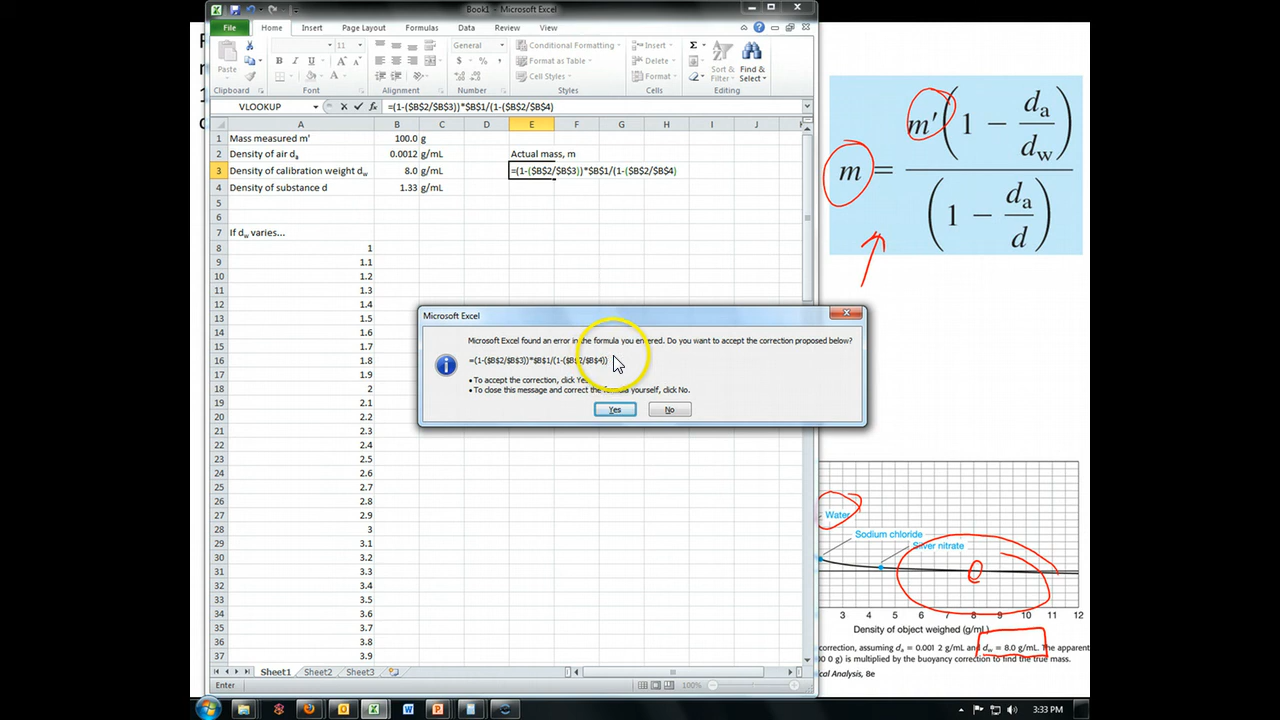 Book1 - Microsoft Excel
File Home Insert Page Layout Formulas Data Review View
Paste
11
General
Conditional Formatting
Format as Table
Cell Styles
Insert
Delete
Format
Sort & Filter
Find & Select
Clipboard Font Alignment Number Styles Cells Editing
VLOOKUP =(1-($B$2/$B$3))*$B$1/(1-($B$2/$B$4)
A B C D E F G H I J
1 Mass measured m' 100.0 g
2 Density of air da 0.0012 g/mL Actual mass, m
3 Density of calibration weight dw 8.0 g/mL =(1-($B$2/$B$3))*$B$1/(1-($B$2/$B$4)
4 Density of substance d 1.33 g/mL
5
6
7 If dw varies...
8 1
9 1.1
10 1.2
11 1.3
12 1.4
13 1.5
14 1.6
15 1.7
16 1.8
17 1.9
18 2
19 2.1
20 2.2
21 2.3
22 2.4
23 2.5
24 2.6
25 2.7
26 2.8
27 2.9
28 3
29 3.1
30 3.2
31 3.3
32 3.4
33 3.5
34 3.6
35 3.7
36 3.8
37 3.9
Microsoft Excel
Microsoft Excel found an error in the formula you entered. Do you want to accept the correction proposed below?
=(1-($B$2/$B$3))*$B$1/(1-($B$2/$B$4))
• To accept the correction, click Yes.
• To close this message and correct the formula yourself, click No.
Yes No
Sheet1 Sheet2 Sheet3
Enter 100%
m = m'(1 − da/dw) / (1 − da/d)
Water
Sodium chloride
Silver nitrate
0
3 4 5 6 7 8 9 10 11 12
Density of object weighed (g/mL)
correction, assuming da = 0.001 2 g/mL and dw = 8.0 g/mL. The apparent
0 g) is multiplied by the buoyancy correction to find the true mass.
cal Analysis, 8e
3:33 PM